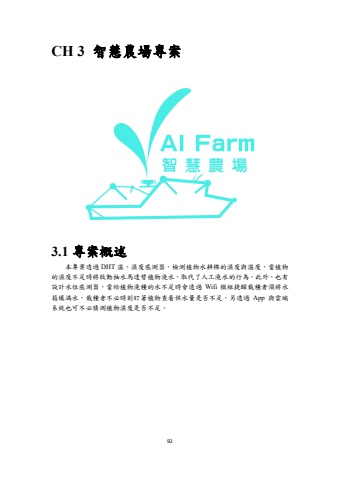 CH 3 智慧農場專案
AI Farm
智慧農場
3.1 專案概述
本專案透過 DHT 溫、濕度感測器，檢測植物水耕綿的濕度與溫度，當植物
的濕度不足時將啟動抽水馬達替植物澆水，取代了人工澆水的行為。此外，也有
設計水位感測器，當給植物澆種的水不足時會透過 Wifi 模組提醒栽種者須將水
箱填滿水，栽種者不必時刻盯著植物查看供水量是否不足，另透過 App 與雲端
系統也可不必猜測植物濕度是否不足。
92